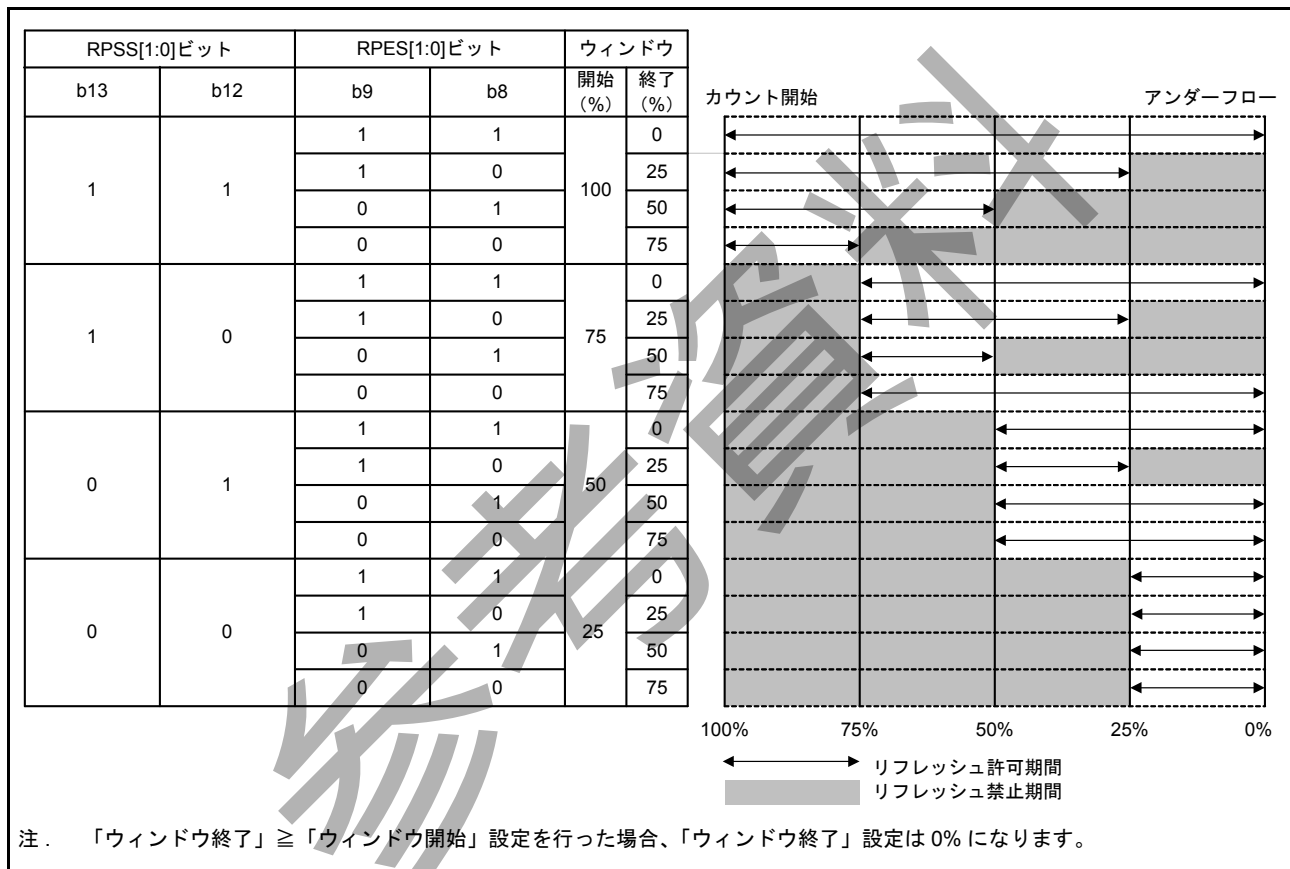 RPSS[1:0]ビット RPES[1:0]ビット ウィンドウ
b13 b12 b9 b8 開始(%) 終了(%)
カウント開始 アンダーフロー
1 1 1 1 100 0
1 0 25
0 1 50
0 0 75
1 0 1 1 75 0
1 0 25
0 1 50
0 0 75
0 1 1 1 50 0
1 0 25
0 1 50
0 0 75
0 0 1 1 25 0
1 0 25
0 1 50
0 0 75
100% 75% 50% 25% 0%
リフレッシュ許可期間
リフレッシュ禁止期間
注. 「ウィンドウ終了」≧「ウィンドウ開始」設定を行った場合、「ウィンドウ終了」設定は 0% になります。
参考資料